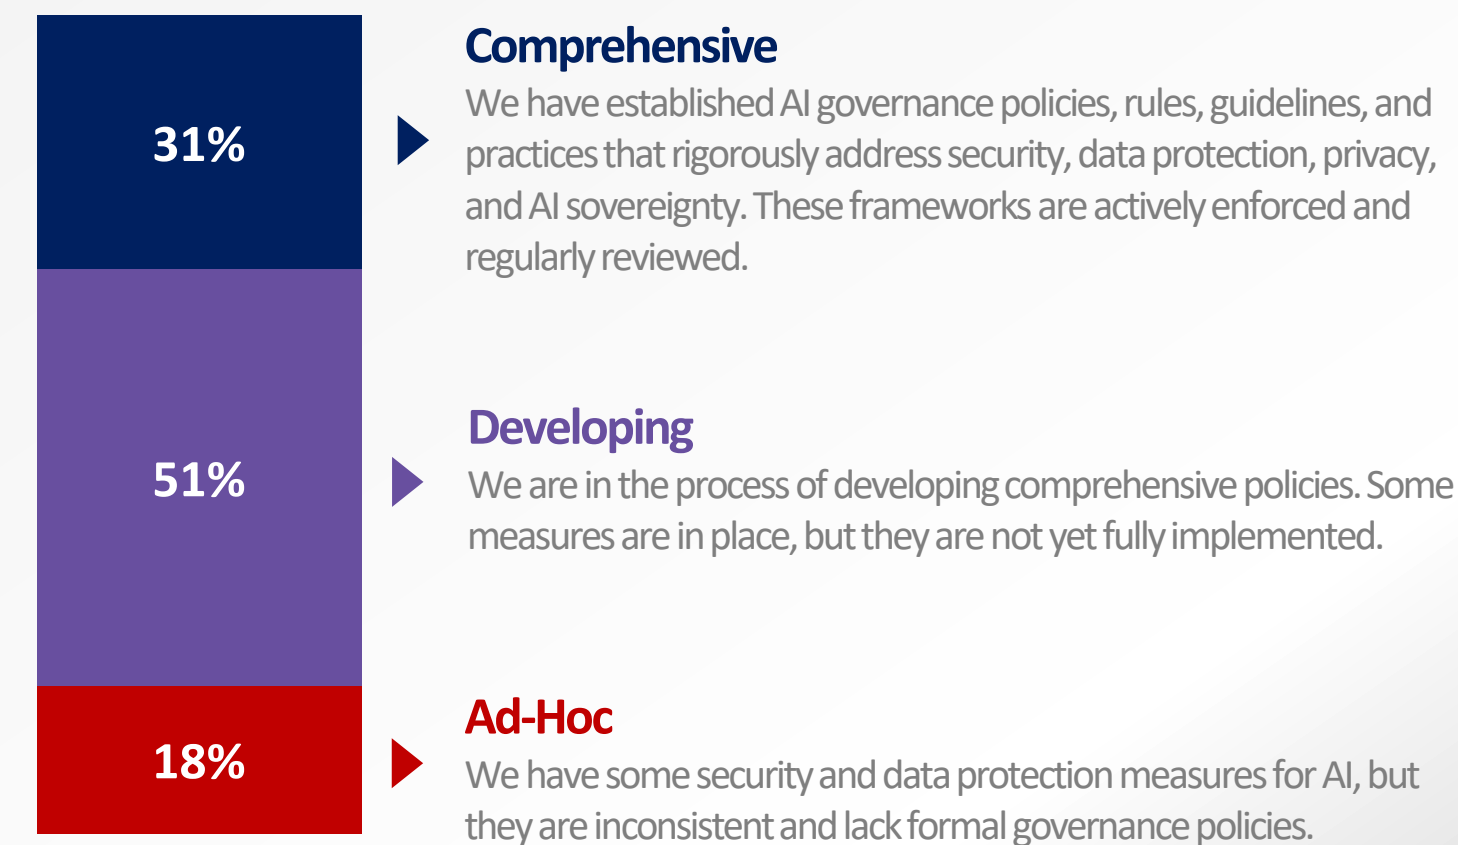 31%
Comprehensive
We have established AI governance policies, rules, guidelines, and
practices that rigorously address security, data protection, privacy,
and AI sovereignty. These frameworks are actively enforced and
regularly reviewed.
51%
Developing
We are in the process of developing comprehensive policies. Some
measures are in place, but they are not yet fully implemented.
18%
Ad-Hoc
We have some security and data protection measures for AI, but
they are inconsistent and lack formal governance policies.